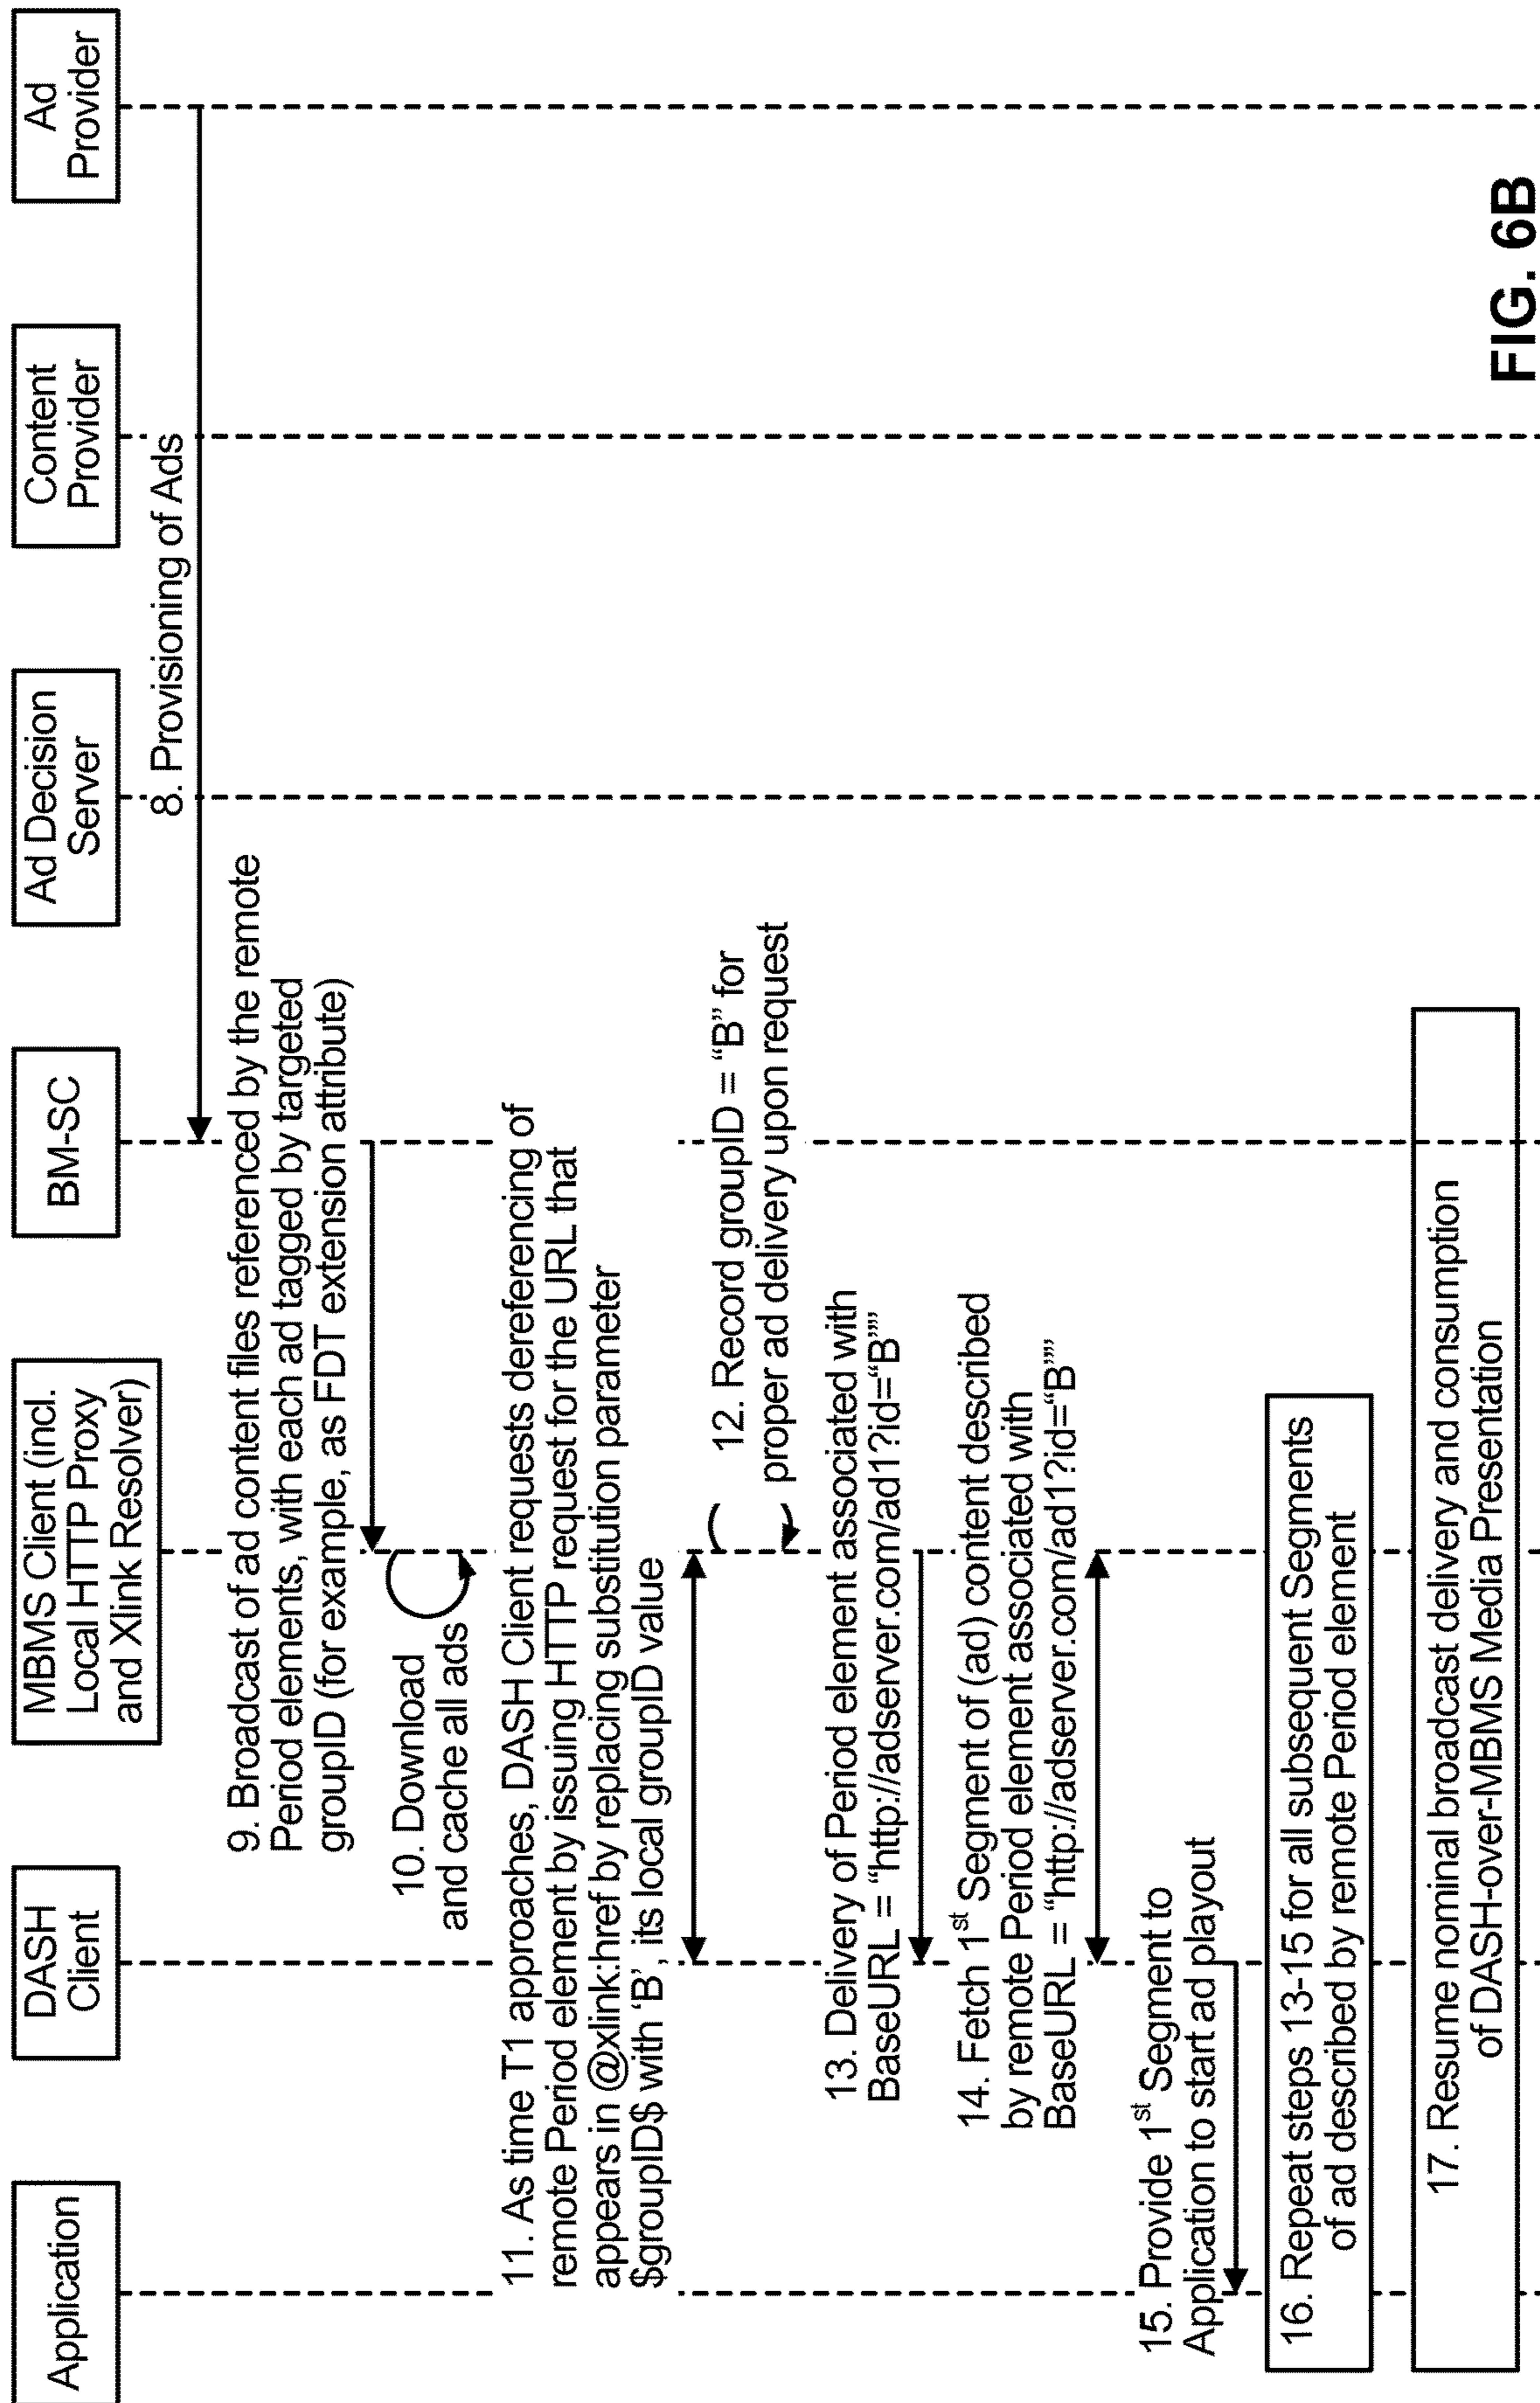 Application
DASH
Client
MBMS Client (incl.
Local HTTP Proxy
and Xlink Resolver)
BM-SC
Ad Decision
Server
Content
Provider
Ad
Provider
8. Provisioning of Ads
9. Broadcast of ad content files referenced by the remote
Period elements, with each ad tagged by targeted
groupID (for example, as FDT extension attribute)
10. Download
and cache all ads
11. As time T1 approaches, DASH Client requests dereferencing of
remote Period element by issuing HTTP request for the URL that
appears in @xlink:href by replacing substitution parameter
$groupID$ with ‘B’, its local groupID value
12. Record groupID = “B” for
proper ad delivery upon request
13. Delivery of Period element associated with
BaseURL = “http://adserver.com/ad1?id=“B””
14. Fetch 1st Segment of (ad) content described
by remote Period element associated with
BaseURL = “http://adserver.com/ad1?id=“B””
15. Provide 1st Segment to
Application to start ad playout
16. Repeat steps 13-15 for all subsequent Segments
of ad described by remote Period element
17. Resume nominal broadcast delivery and consumption
of DASH-over-MBMS Media Presentation
FIG. 6B